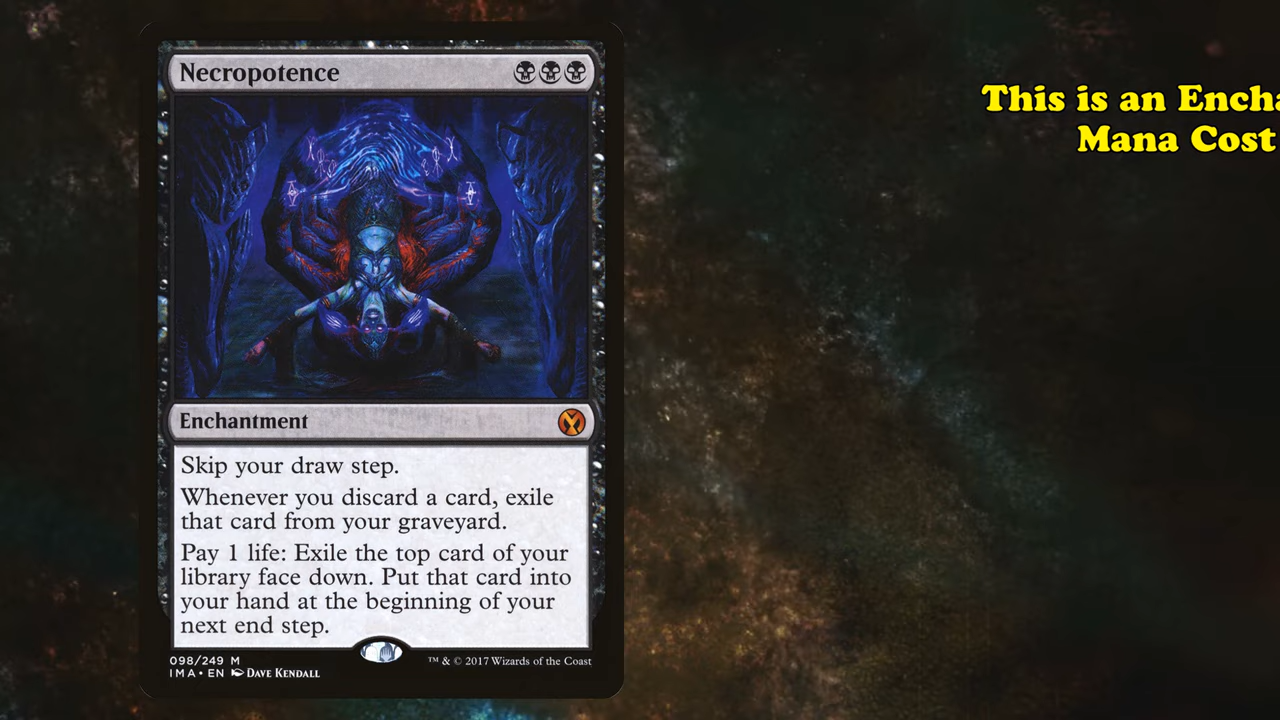 Necropotence
This is an Encha
Mana Cost
Enchantment
Skip your draw step.
Whenever you discard a card, exile
that card from your graveyard.
Pay 1 life: Exile the top card of your
library face down. Put that card into
your hand at the beginning of your
next end step.
098/249 M
IMA • EN DAVE KENDALL
™ & © 2017 Wizards of the Coast